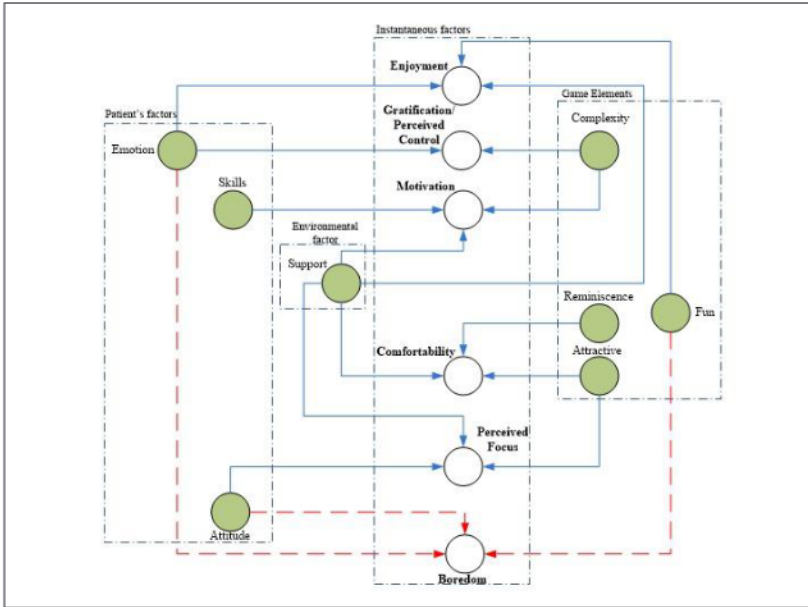 Instantaneous factors
Enjoyment
Game Elements
Patient's factors
Gratification/
Perceived
Control
Complexity
Emotion
Skills
Motivation
Environmental
factor
Support
Reminiscence
Fun
Comfortability
Attractive
Perceived
Focus
Attitude
Boredom